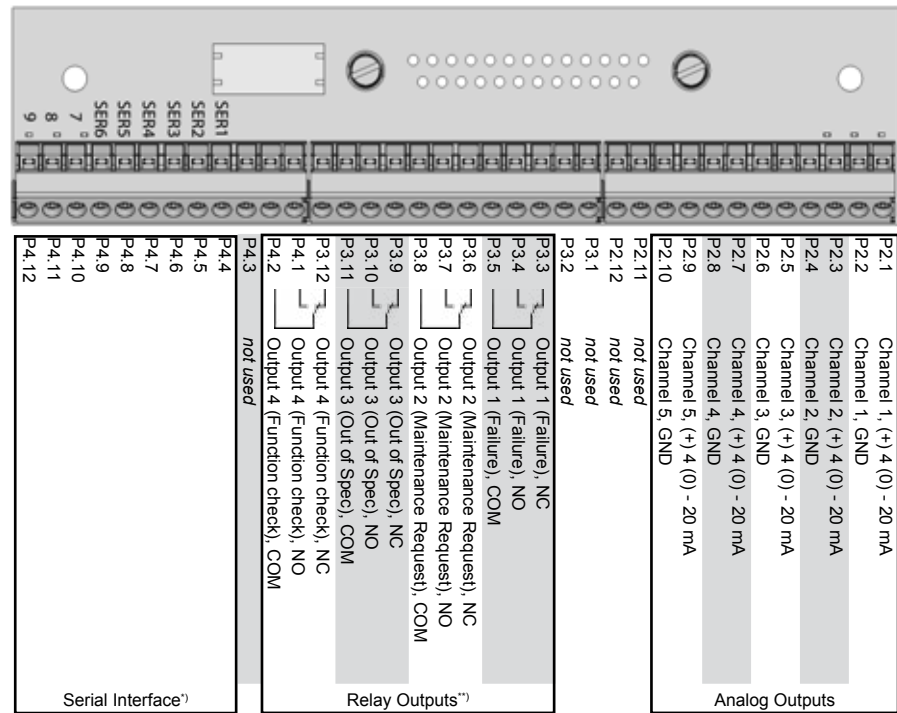 9
8
7
SER6
SER5
SER4
SER3
SER2
SER1
P4.12
P4.11
P4.10
P4.9
P4.8
P4.7
P4.6
P4.5
P4.4
P4.3 not used
P4.2 Output 4 (Function check), COM
P4.1 Output 4 (Function check), NO
P3.12 Output 4 (Function check), NC
P3.11 Output 3 (Out of Spec), COM
P3.10 Output 3 (Out of Spec), NO
P3.9 Output 3 (Out of Spec), NC
P3.8 Output 2 (Maintenance Request), COM
P3.7 Output 2 (Maintenance Request), NO
P3.6 Output 2 (Maintenance Request), NC
P3.5 Output 1 (Failure), COM
P3.4 Output 1 (Failure), NO
P3.3 Output 1 (Failure), NC
P3.2 not used
P3.1 not used
P2.12 not used
P2.11 not used
P2.10 Channel 5, GND
P2.9 Channel 5, (+) 4 (0) - 20 mA
P2.8 Channel 4, GND
P2.7 Channel 4, (+) 4 (0) - 20 mA
P2.6 Channel 3, GND
P2.5 Channel 3, (+) 4 (0) - 20 mA
P2.4 Channel 2, GND
P2.3 Channel 2, (+) 4 (0) - 20 mA
P2.2 Channel 1, GND
P2.1 Channel 1, (+) 4 (0) - 20 mA
Serial Interface*)
Relay Outputs**)
Analog Outputs